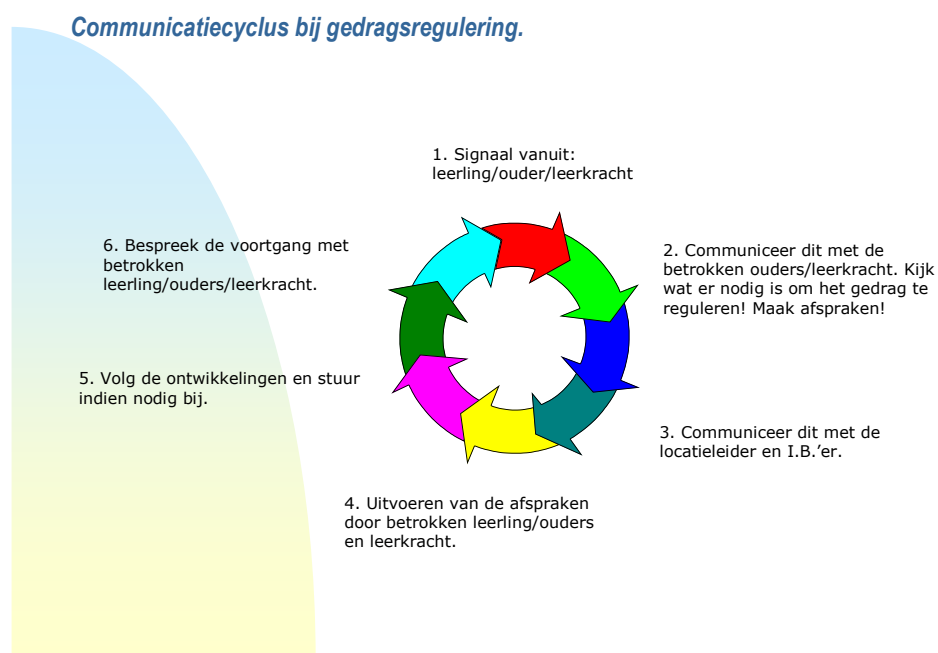 Communicatiecyclus bij gedragsregulering.
1. Signaal vanuit:
leerling/ouder/leerkracht
2. Communiceer dit met de
betrokken ouders/leerkracht. Kijk
wat er nodig is om het gedrag te
reguleren! Maak afspraken!
3. Communiceer dit met de
locatieleider en I.B.’er.
4. Uitvoeren van de afspraken
door betrokken leerling/ouders
en leerkracht.
5. Volg de ontwikkelingen en stuur
indien nodig bij.
6. Bespreek de voortgang met
betrokken
leerling/ouders/leerkracht.